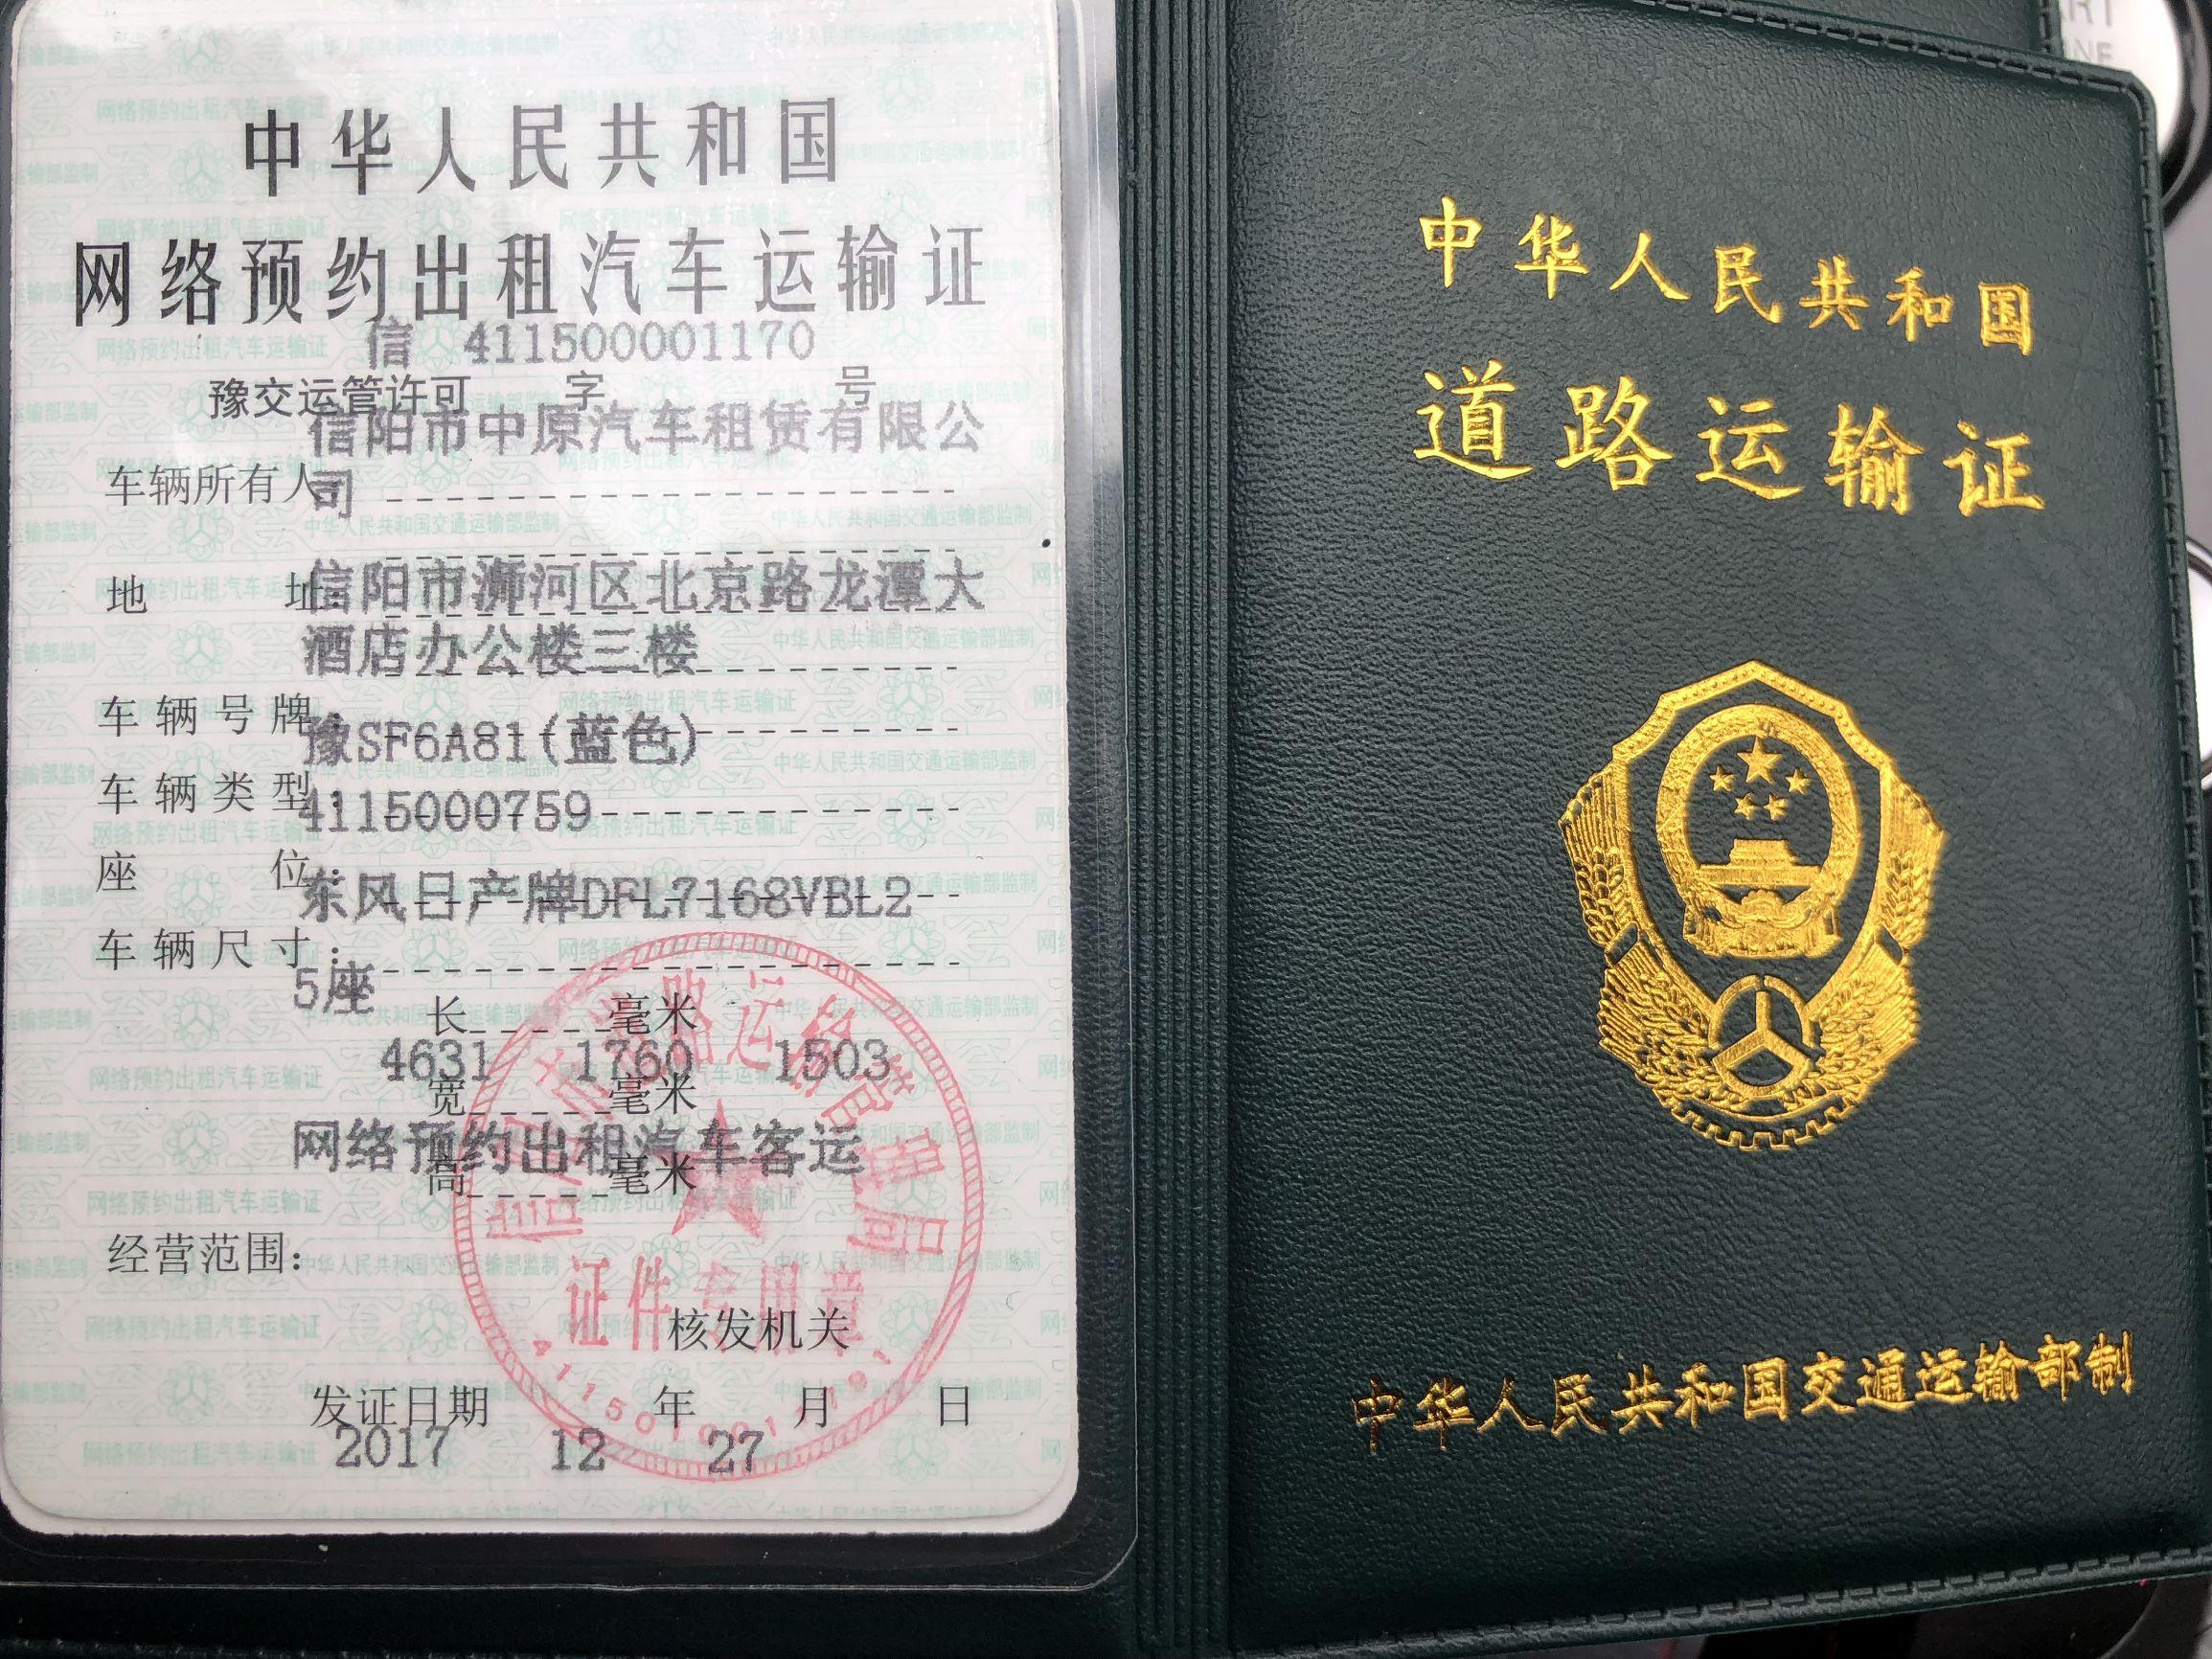 中华人民共和国
网络预约出租汽车运输证
信 411500001170
豫交运管许可 字 号
信阳市中原汽车租赁有限公
车辆所有人 司
地 址 信阳市浉河区北京路龙潭大
酒店办公楼三楼
车辆号牌 豫SF6A81(蓝色)
车辆类型: 4115000759
座 位: 东风日产牌DFL7168VBL2
车辆尺寸:
5座
长 毫米
4631 1760 1503
宽 毫米
网络预约出租汽车客运
高 毫米
经营范围:
证件专用章
核发机关
发证日期 年 月 日
2017 12 27
中华人民共和国
道路运输证
中华人民共和国交通运输部制